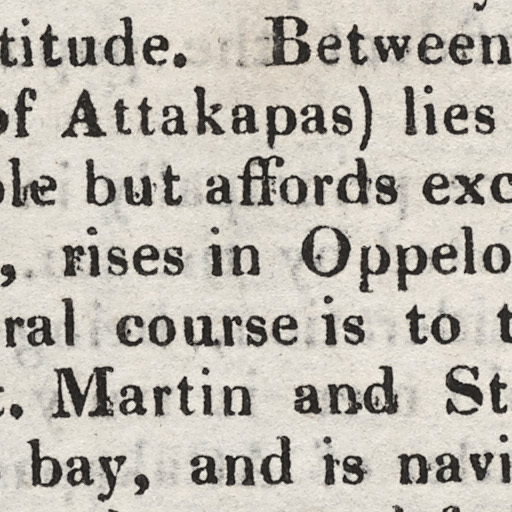 titude. Between
of Attakapas) lies
ble but affords exc
, rises in Oppelo
ral course is to t
t. Martin and St
bay, and is navi